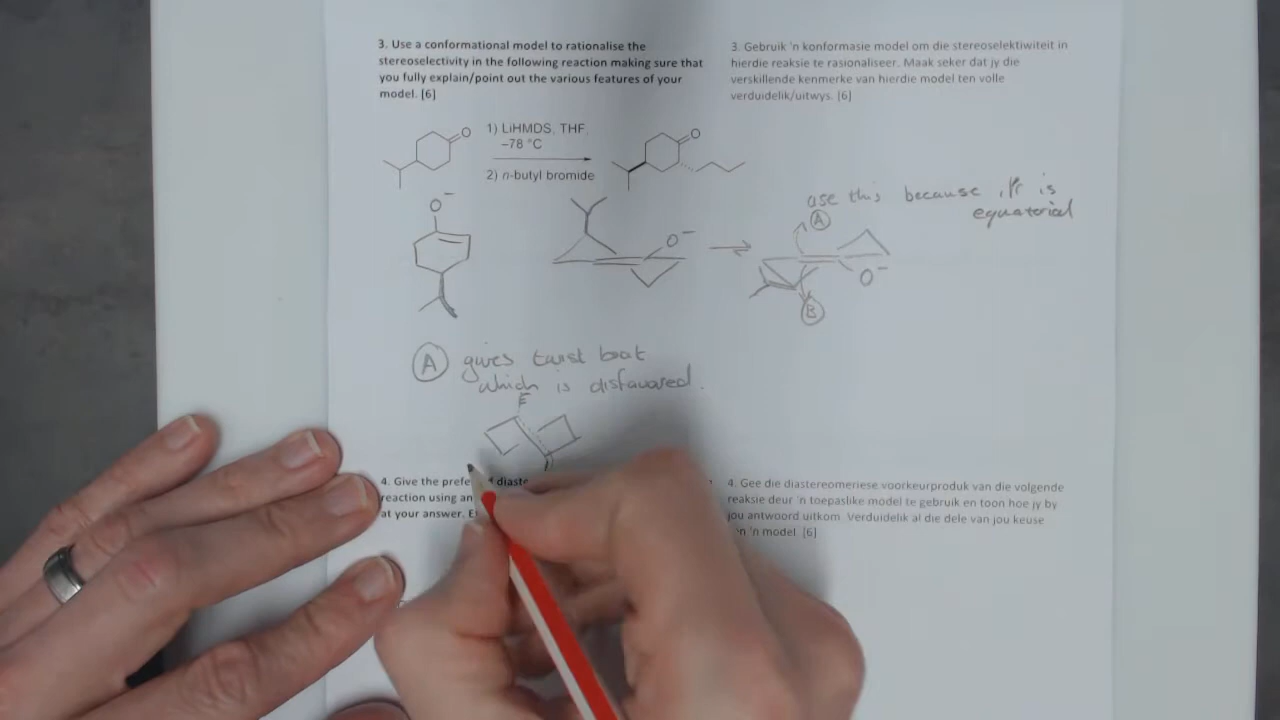 3. Use a conformational model to rationalise the
stereoselectivity in the following reaction making sure that
you fully explain/point out the various features of your
model. [6]
3. Gebruik 'n konformasie model om die stereoselektiwiteit in
hierdie reaksie te rasionaliseer. Maak seker dat jy die
verskillende kenmerke van hierdie model ten volle
verduidelik/uitwys. [6]
O
1) LiHMDS, THF,
–78 °C
2) n-butyl bromide
O
use this because iPr is
equatorial
O⁻
O⁻
A
O⁻
B
A gives twist boat
which is disfavored.
E
4. Give the prefe diaste
reaction using an
at your answer. E
4. Gee die diastereomeriese voorkeurproduk van die volgende
reaksie deur 'n toepaslike model te gebruik en toon hoe jy by
jou antwoord uitkom. Verduidelik al die dele van jou keuse
'n model. [6]